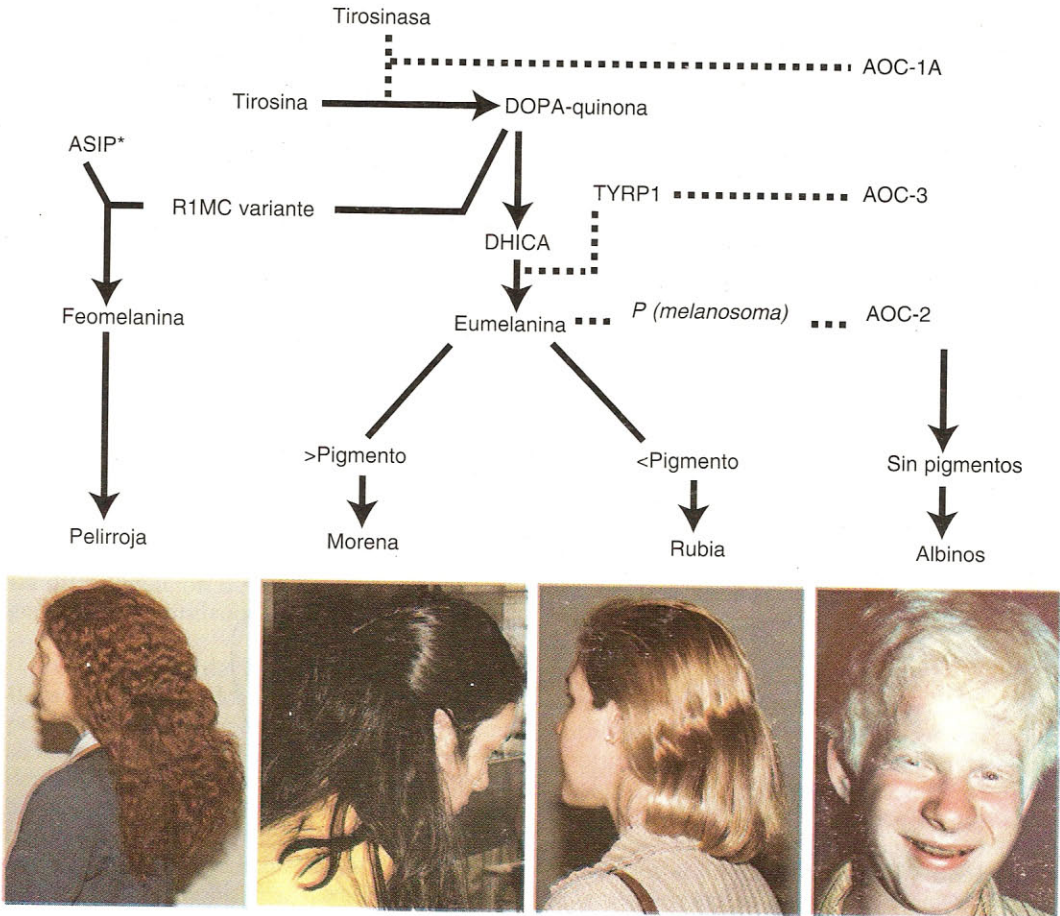 Tirosinasa
AOC-1A
Tirosina
DOPA-quinona
ASIP*
R1MC variante
TYRP1
AOC-3
DHICA
Feomelanina
Eumelanina
P (melanosoma)
AOC-2
>Pigmento
<Pigmento
Sin pigmentos
Pelirroja
Morena
Rubia
Albinos